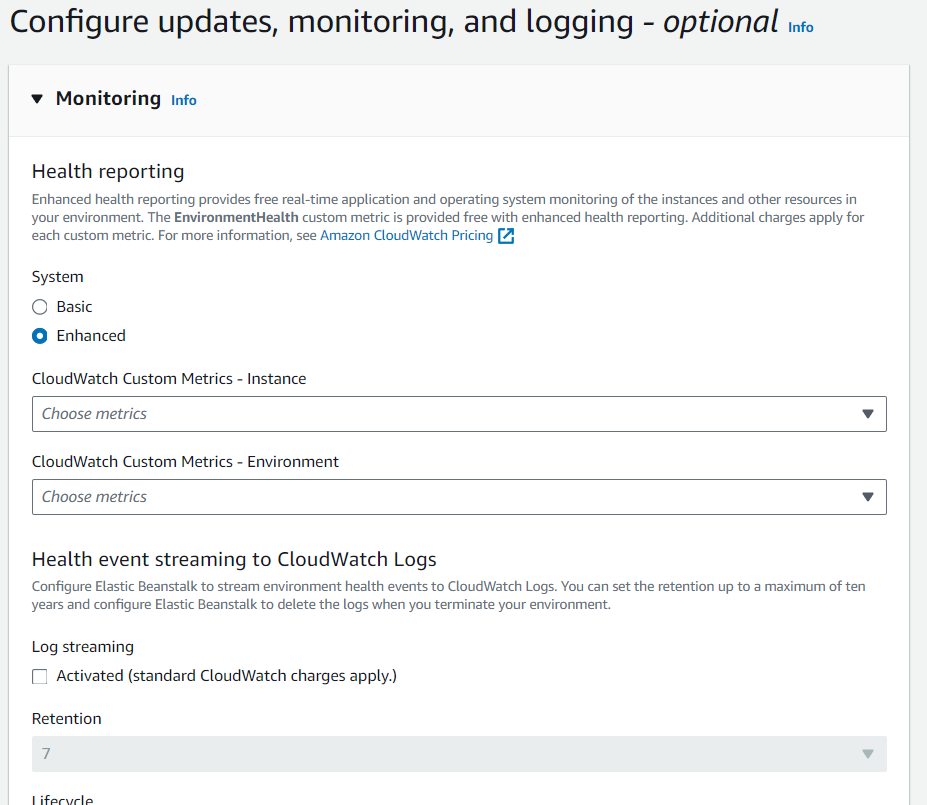 Configure updates, monitoring, and logging - optional Info
Monitoring Info
Health reporting
Enhanced health reporting provides free real-time application and operating system monitoring of the instances and other resources in
your environment. The EnvironmentHealth custom metric is provided free with enhanced health reporting. Additional charges apply for
each custom metric. For more information, see Amazon CloudWatch Pricing
System
Basic
Enhanced
CloudWatch Custom Metrics - Instance
Choose metrics
CloudWatch Custom Metrics - Environment
Choose metrics
Health event streaming to CloudWatch Logs
Configure Elastic Beanstalk to stream environment health events to CloudWatch Logs. You can set the retention up to a maximum of ten
years and configure Elastic Beanstalk to delete the logs when you terminate your environment.
Log streaming
Activated (standard CloudWatch charges apply.)
Retention
7
Lifecycle